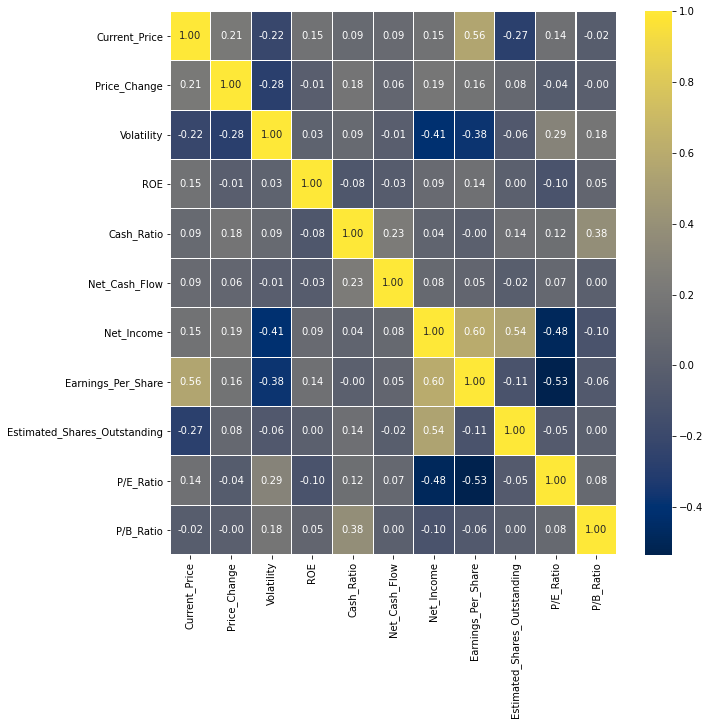 Current_Price 1.00 0.21 -0.22 0.15 0.09 0.09 0.15 0.56 -0.27 0.14 -0.02
Price_Change 0.21 1.00 -0.28 -0.01 0.18 0.06 0.19 0.16 0.08 -0.04 -0.00
Volatility -0.22 -0.28 1.00 0.03 0.09 -0.01 -0.41 -0.38 -0.06 0.29 0.18
ROE 0.15 -0.01 0.03 1.00 -0.08 -0.03 0.09 0.14 0.00 -0.10 0.05
Cash_Ratio 0.09 0.18 0.09 -0.08 1.00 0.23 0.04 -0.00 0.14 0.12 0.38
Net_Cash_Flow 0.09 0.06 -0.01 -0.03 0.23 1.00 0.08 0.05 -0.02 0.07 0.00
Net_Income 0.15 0.19 -0.41 0.09 0.04 0.08 1.00 0.60 0.54 -0.48 -0.10
Earnings_Per_Share 0.56 0.16 -0.38 0.14 -0.00 0.05 0.60 1.00 -0.11 -0.53 -0.06
Estimated_Shares_Outstanding -0.27 0.08 -0.06 0.00 0.14 -0.02 0.54 -0.11 1.00 -0.05 0.00
P/E_Ratio 0.14 -0.04 0.29 -0.10 0.12 0.07 -0.48 -0.53 -0.05 1.00 0.08
P/B_Ratio -0.02 -0.00 0.18 0.05 0.38 0.00 -0.10 -0.06 0.00 0.08 1.00
Current_Price
Price_Change
Volatility
ROE
Cash_Ratio
Net_Cash_Flow
Net_Income
Earnings_Per_Share
Estimated_Shares_Outstanding
P/E_Ratio
P/B_Ratio
1.0
0.8
0.6
0.4
0.2
0.0
−0.2
−0.4